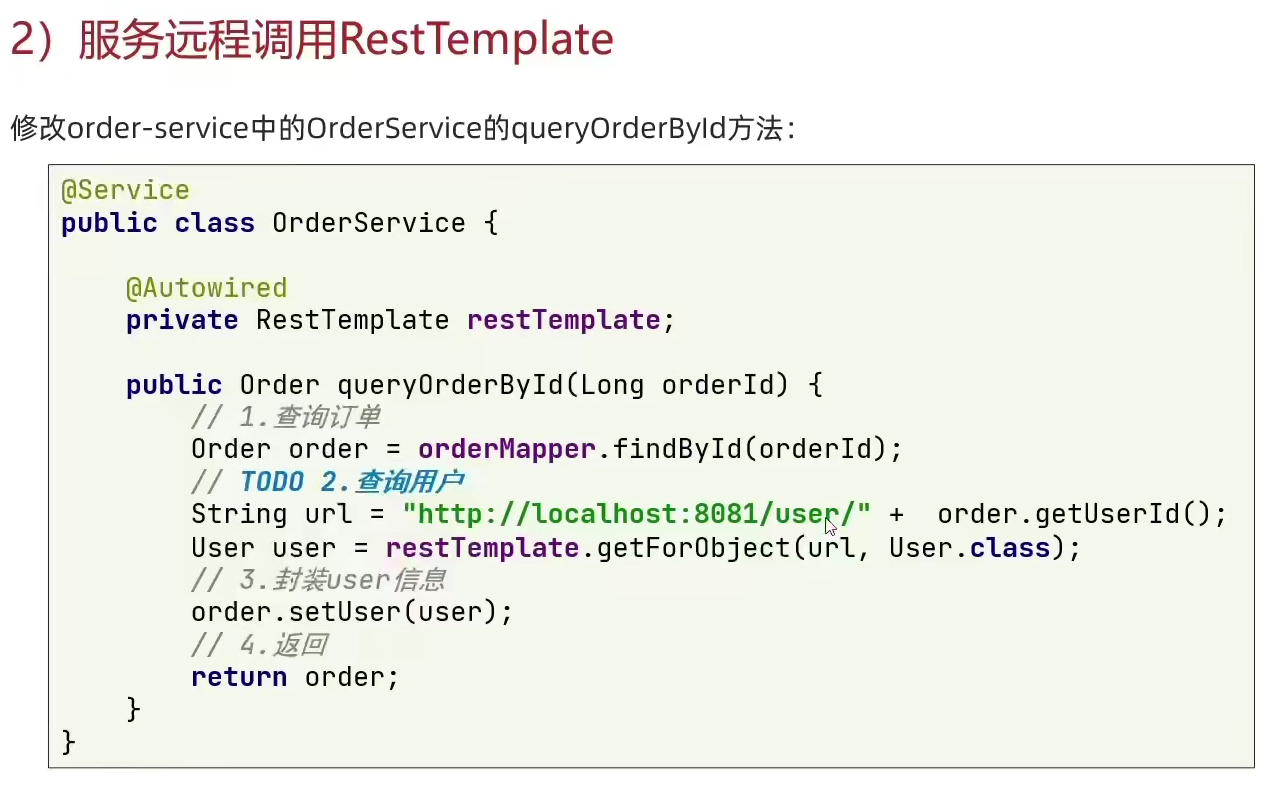 2）服务远程调用RestTemplate
修改order-service中的OrderService的queryOrderById方法：
@Service
public class OrderService {
@Autowired
private RestTemplate restTemplate;
public Order queryOrderById(Long orderId) {
// 1.查询订单
Order order = orderMapper.findById(orderId);
// TODO 2.查询用户
String url = "http://localhost:8081/user/" +  order.getUserId();
User user = restTemplate.getForObject(url, User.class);
// 3.封装user信息
order.setUser(user);
// 4.返回
return order;
}
}